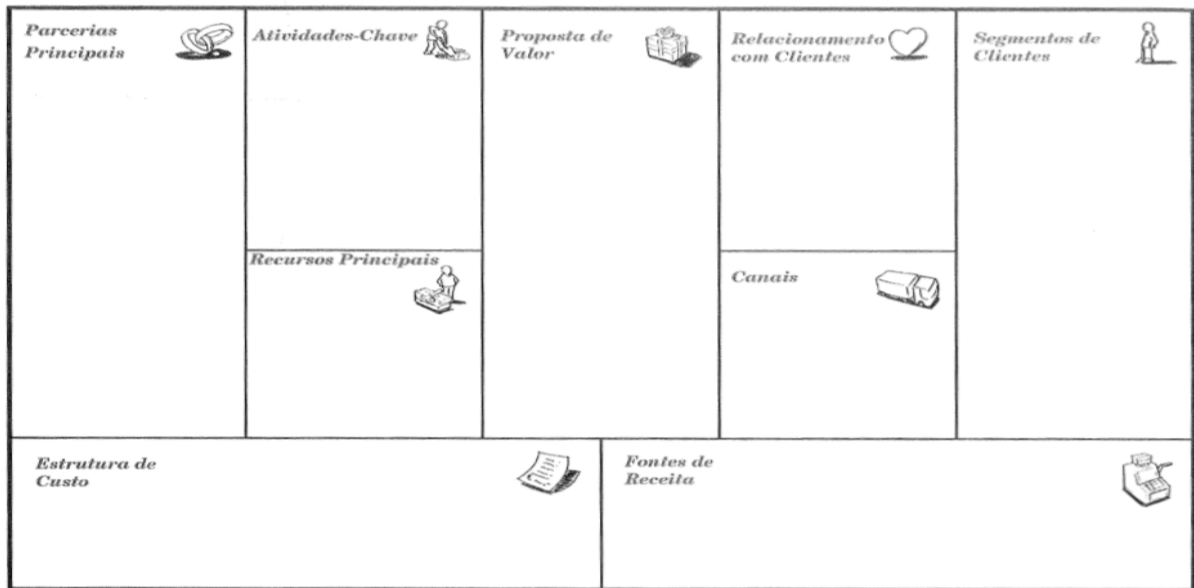 Parcerias
Principais
Atividades-Chave
Recursos Principais
Proposta de
Valor
Relacionamento
com Clientes
Canais
Segmentos de
Clientes
Estrutura de
Custo
Fontes de
Receita